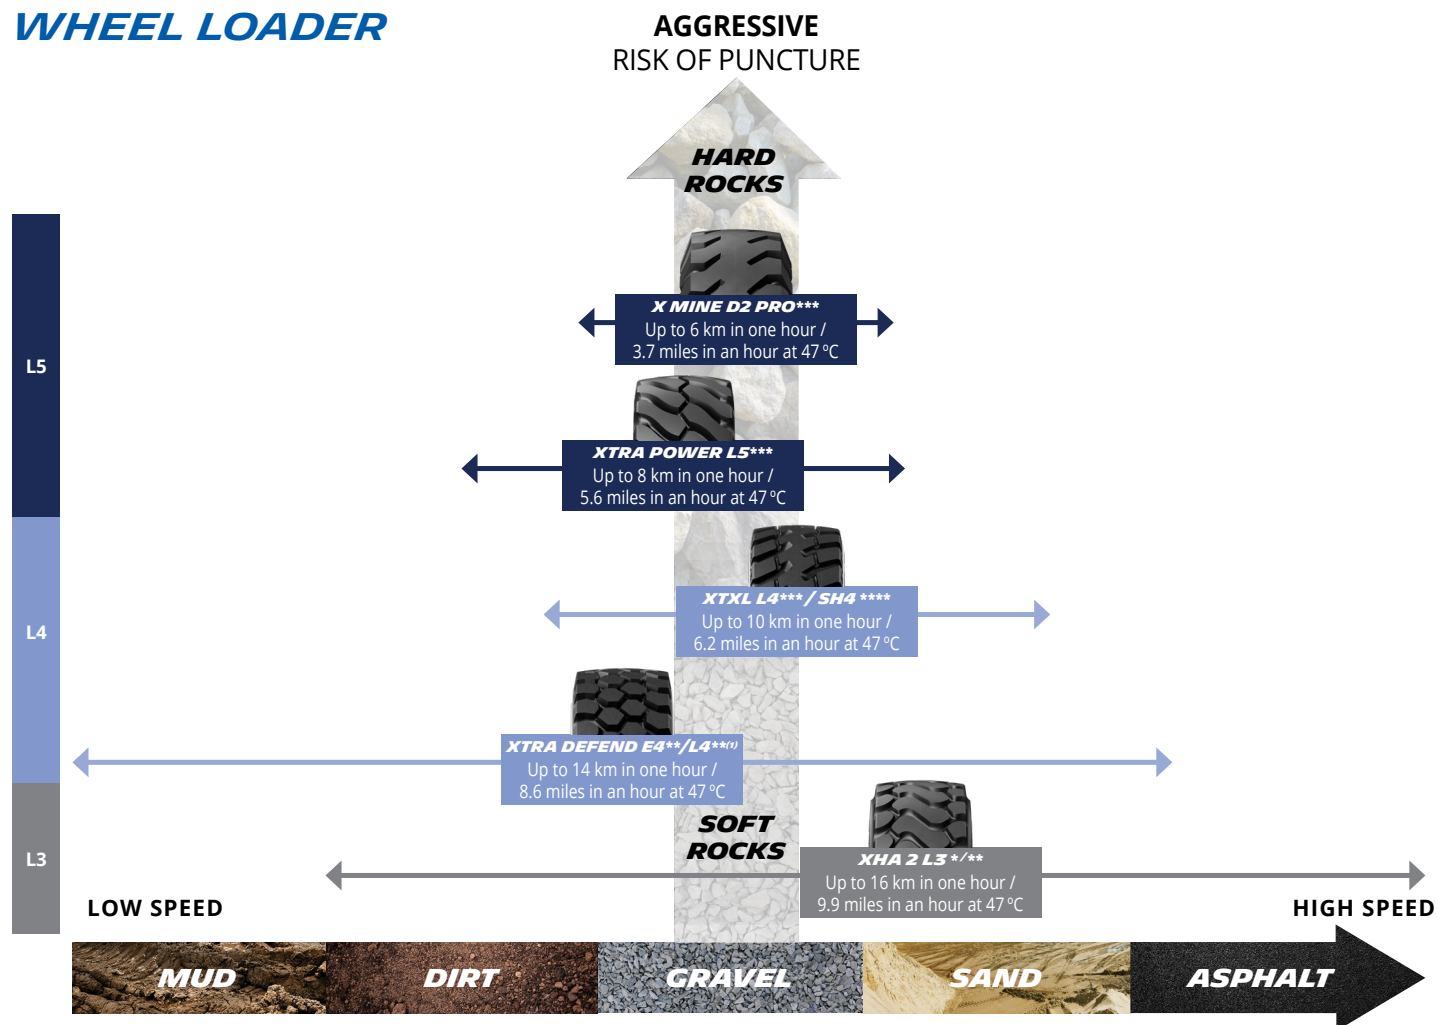 WHEEL LOADER
AGGRESSIVE
RISK OF PUNCTURE
HARD
ROCKS
X MINE D2 PRO***
Up to 6 km in one hour /
3.7 miles in an hour at 47 ºC
L5
XTRA POWER L5***
Up to 8 km in one hour /
5.6 miles in an hour at 47 ºC
XTXL L4*** / SH4 ****
Up to 10 km in one hour /
6.2 miles in an hour at 47 ºC
L4
XTRA DEFEND E4**/L4**(1)
Up to 14 km in one hour /
8.6 miles in an hour at 47 ºC
SOFT
ROCKS
L3
XHA 2 L3 */**
Up to 16 km in one hour /
9.9 miles in an hour at 47 ºC
LOW SPEED
HIGH SPEED
MUD
DIRT
GRAVEL
SAND
ASPHALT